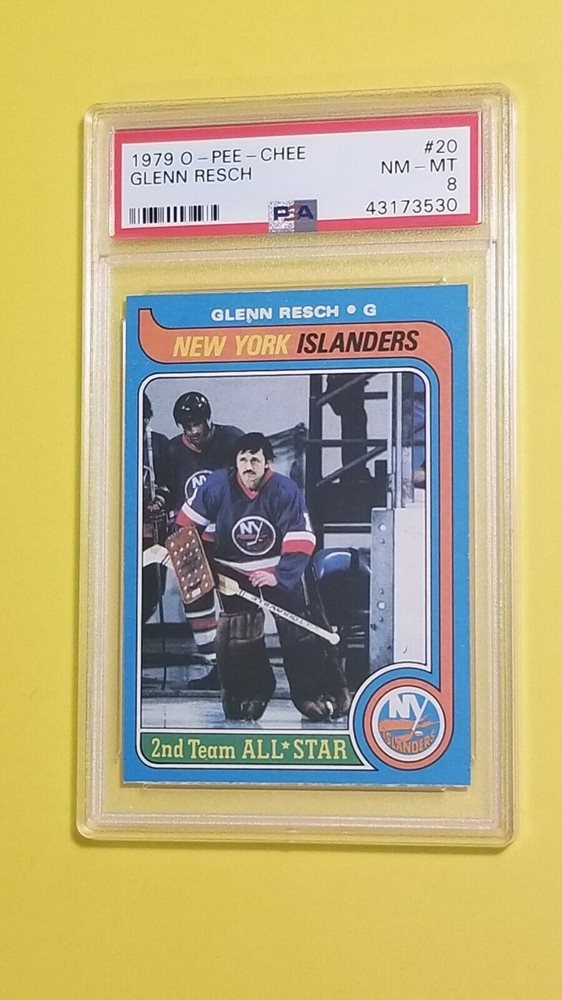 1979 O-PEE-CHEE #20
GLENN RESCH NM-MT
8
PSA 43173530
GLENN RESCH • G
NEW YORK ISLANDERS
NY
NY
NY
ISLANDERS
2nd Team ALL★STAR